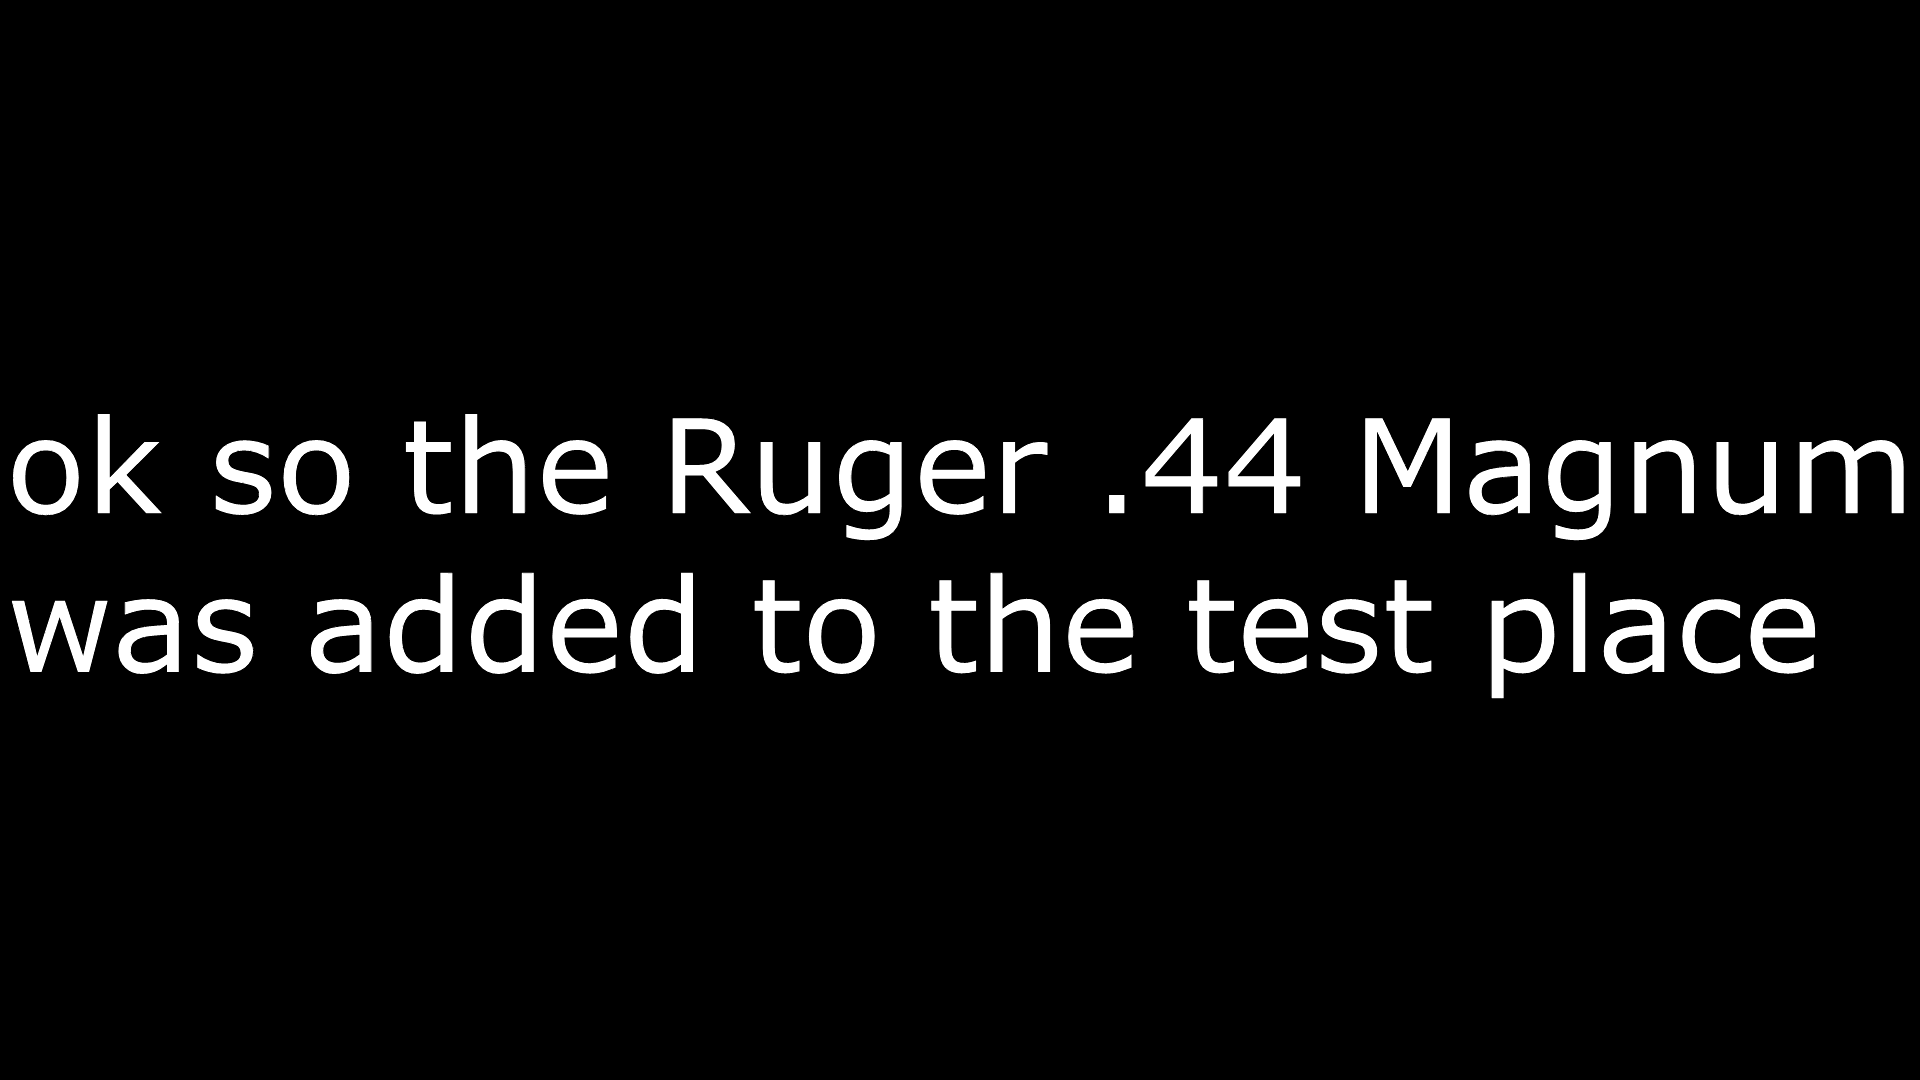 ok so the Ruger .44 Magnum
was added to the test place